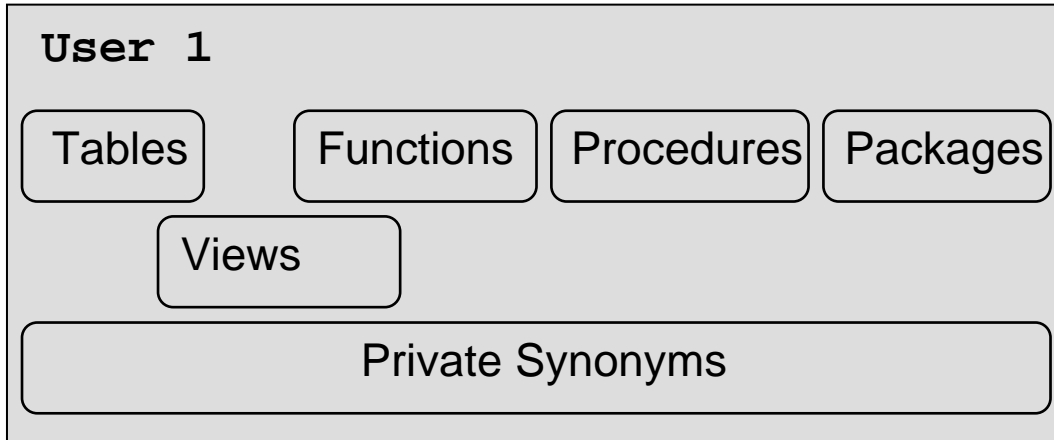 User 1
Tables Functions Procedures Packages
Views
Private Synonyms